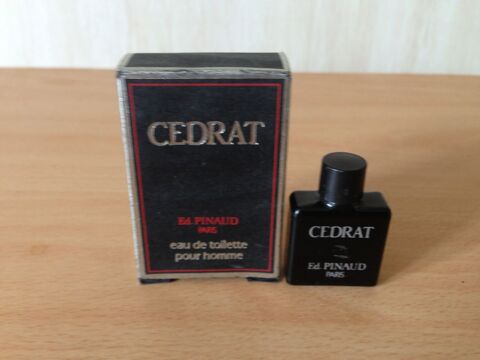 CEDRAT
Ed. PINAUD
PARIS
eau de toilette
pour homme
CEDRAT
Ed. PINAUD
PARIS